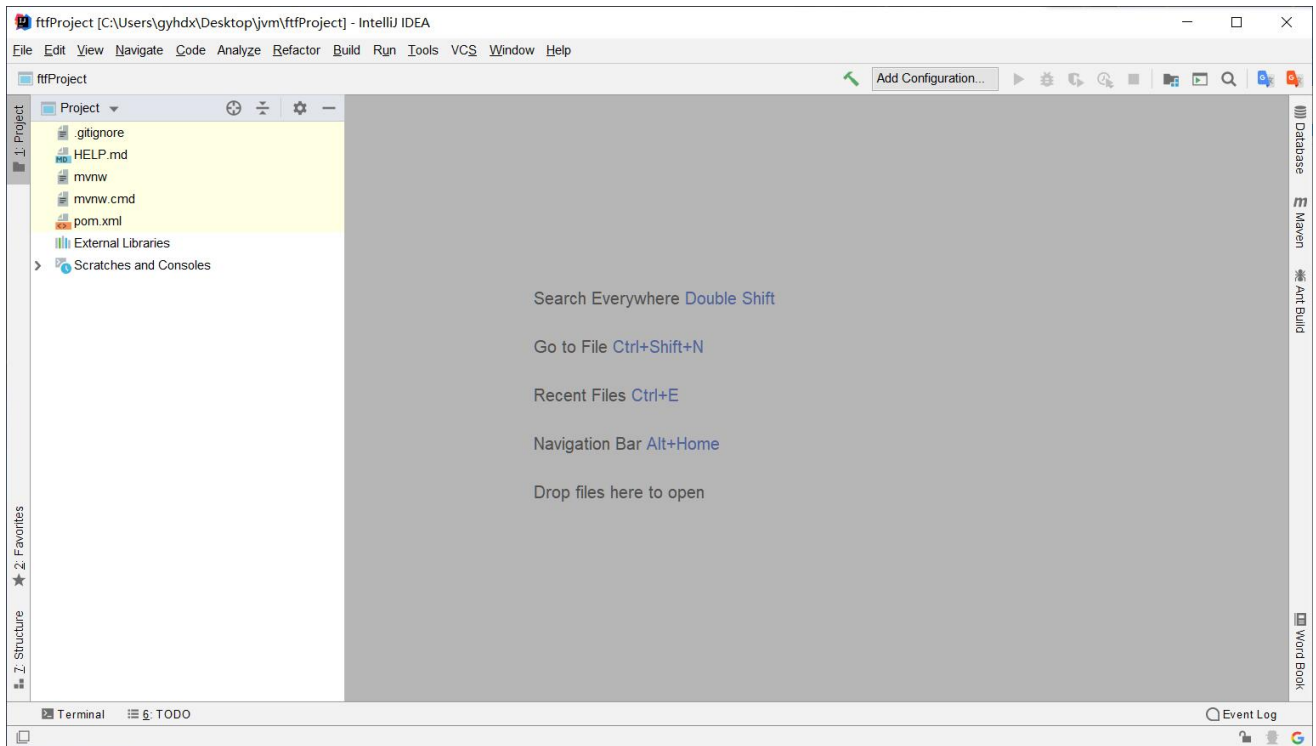 ftfProject [C:\Users\gyhdx\Desktop\jvm\ftfProject] - IntelliJ IDEA
File Edit View Navigate Code Analyze Refactor Build Run Tools VCS Window Help
ftfProject
Add Configuration...
1: Project
Project
.gitignore
HELP.md
mvnw
mvnw.cmd
pom.xml
External Libraries
Scratches and Consoles
Search Everywhere Double Shift
Go to File Ctrl+Shift+N
Recent Files Ctrl+E
Navigation Bar Alt+Home
Drop files here to open
Database
m Maven
Ant Build
Word Book
2: Favorites
7: Structure
Terminal
6: TODO
Event Log